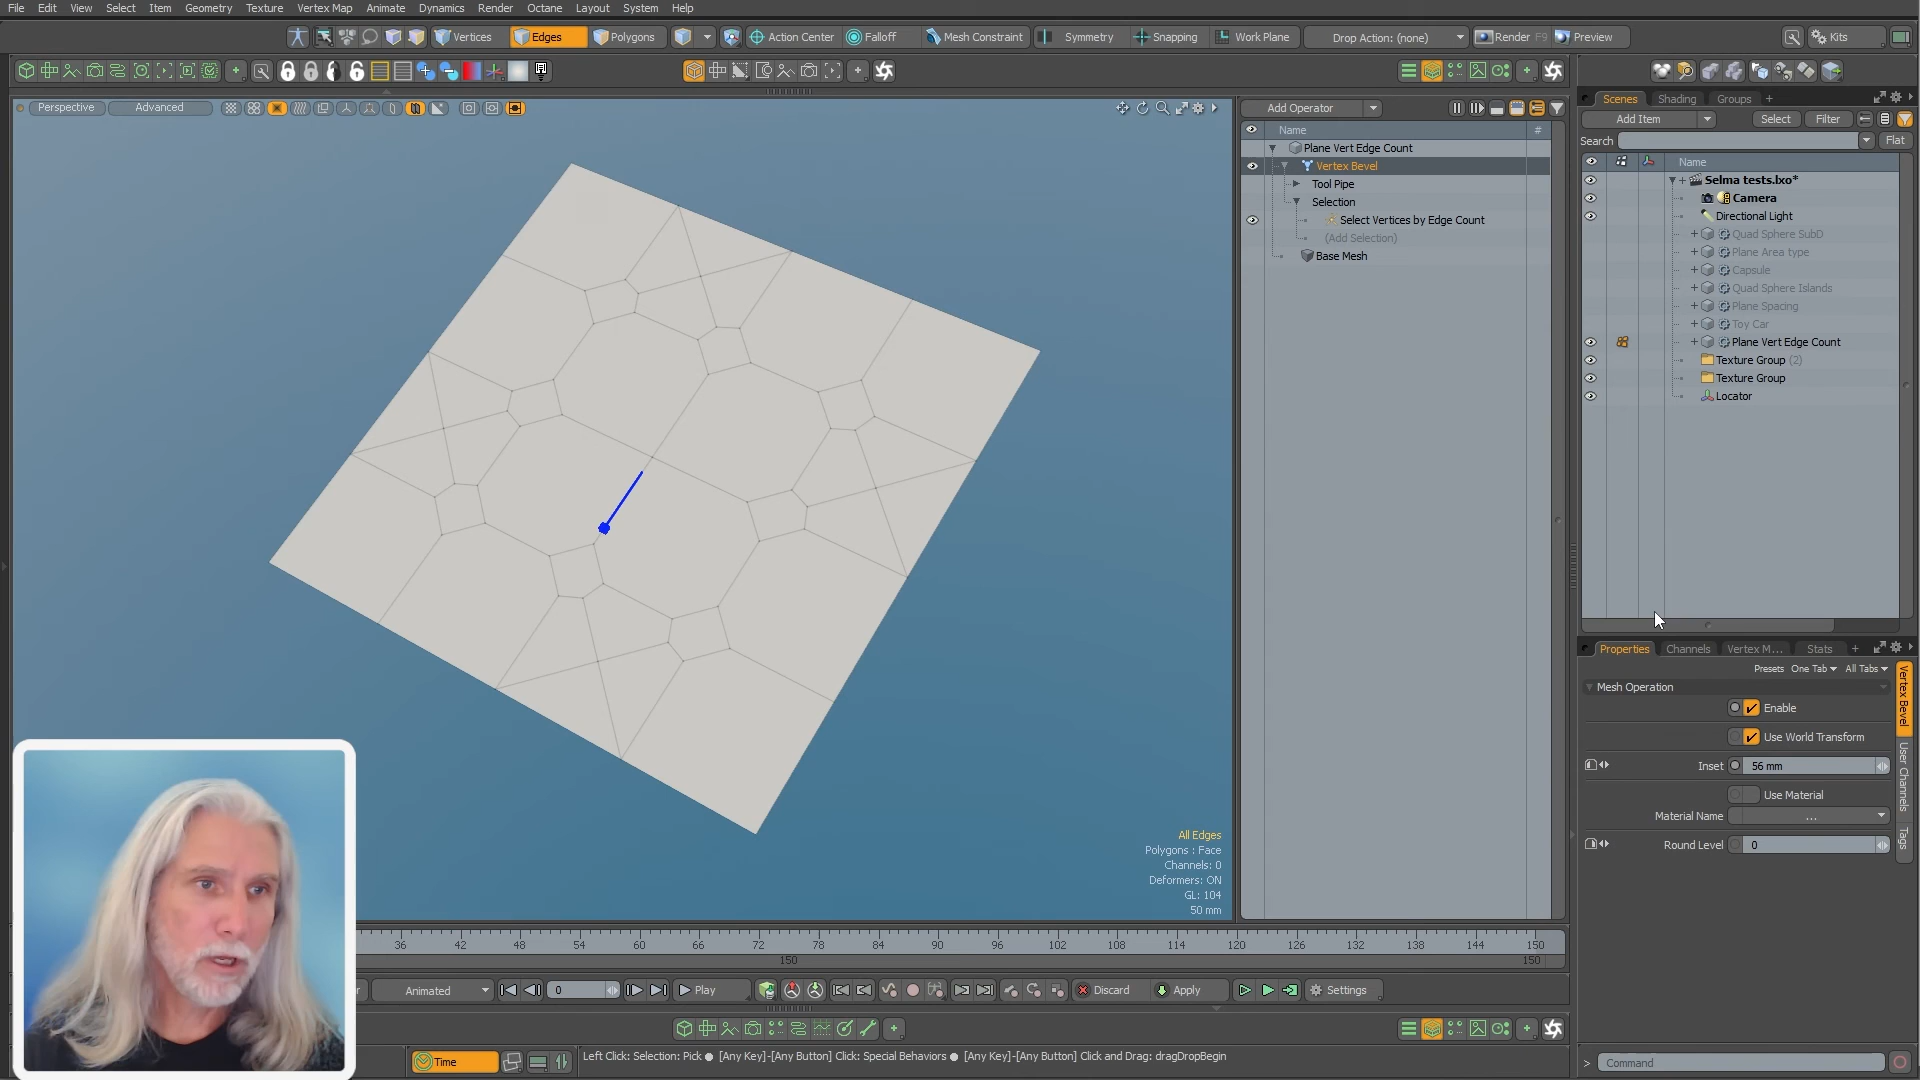 File Edit View Select Item Geometry Texture Vertex Map Animate Dynamics Render Octane Layout System Help
Vertices Edges Polygons Action Center Falloff Mesh Constraint Symmetry Snapping Work Plane Drop Action: (none) Render F9 Preview Kits
Perspective Advanced
Add Operator
Name #
Plane Vert Edge Count
Vertex Bevel
Tool Pipe
Selection
Select Vertices by Edge Count
(Add Selection)
Base Mesh
Scenes Shading Groups +
Add Item Select Filter
Search Flat
Name
Selma tests.lxo*
Camera
Directional Light
Quad Sphere SubD
Plane Area type
Capsule
Quad Sphere Islands
Plane Spacing
Toy Car
Plane Vert Edge Count
Texture Group (2)
Texture Group
Locator
Properties Channels Vertex M... Stats +
Presets One Tab All Tabs
Mesh Operation
Enable
Use World Transform
Inset 56 mm
Use Material
Material Name ...
Round Level 0
Vertex Bevel
User Channels
Tags
All Edges
Polygons : Face
Channels: 0
Deformers: ON
GL: 104
50 mm
36 42 48 54 60 66 72 78 84 90 96 102 108 114 120 126 132 138 144 150
150 150
Animated 0 Play Discard Apply Settings
Time
Left Click: Selection: Pick ● [Any Key]-[Any Button] Click: Special Behaviors ● [Any Key]-[Any Button] Click and Drag: dragDropBegin
> Command